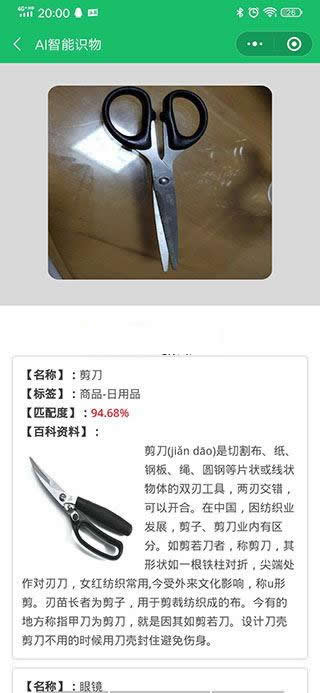 20:00
28
AI智能识物
【名称】:剪刀
【标签】:商品-日用品
【匹配度】:94.68%
【百科资料】:
剪刀(jiǎn dāo)是切割布、纸、
钢板、绳、圆钢等片状或线状
物体的双刃工具，两刃交错，
可以开合。在中国，因纺织业
发展，剪子、剪刀业内有区
分。如剪若刀者，称剪刀，其
形状如一根铁柱对折，尖端处
作对刃刀，女红纺织常用,今受外来文化影响，称u形
剪。刃苗长者为剪子，用于剪裁纺织成的布。今有的
地方称指甲刀为剪刀，就是因其如剪若刀。设计刀壳
剪刀不用的时候用刀壳封住避免伤身。
【名称】:眼镜